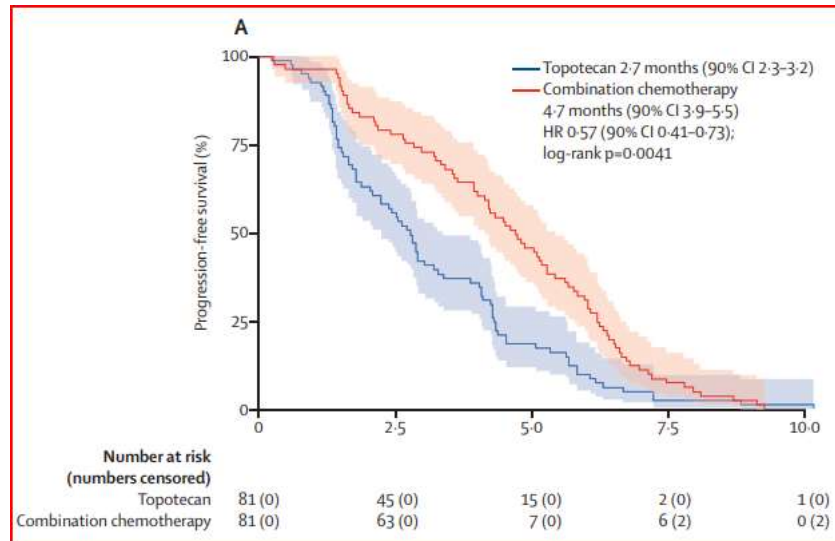 A
100
75
50
25
0
Progression-free survival (%)
Topotecan 2·7 months (90% CI 2·3–3·2)
Combination chemotherapy
4·7 months (90% CI 3·9–5·5)
HR 0·57 (90% CI 0·41–0·73);
log-rank p=0·0041
0 2·5 5·0 7·5 10·0
Number at risk
(numbers censored)
Topotecan 81 (0) 45 (0) 15 (0) 2 (0) 1 (0)
Combination chemotherapy 81 (0) 63 (0) 7 (0) 6 (2) 0 (2)